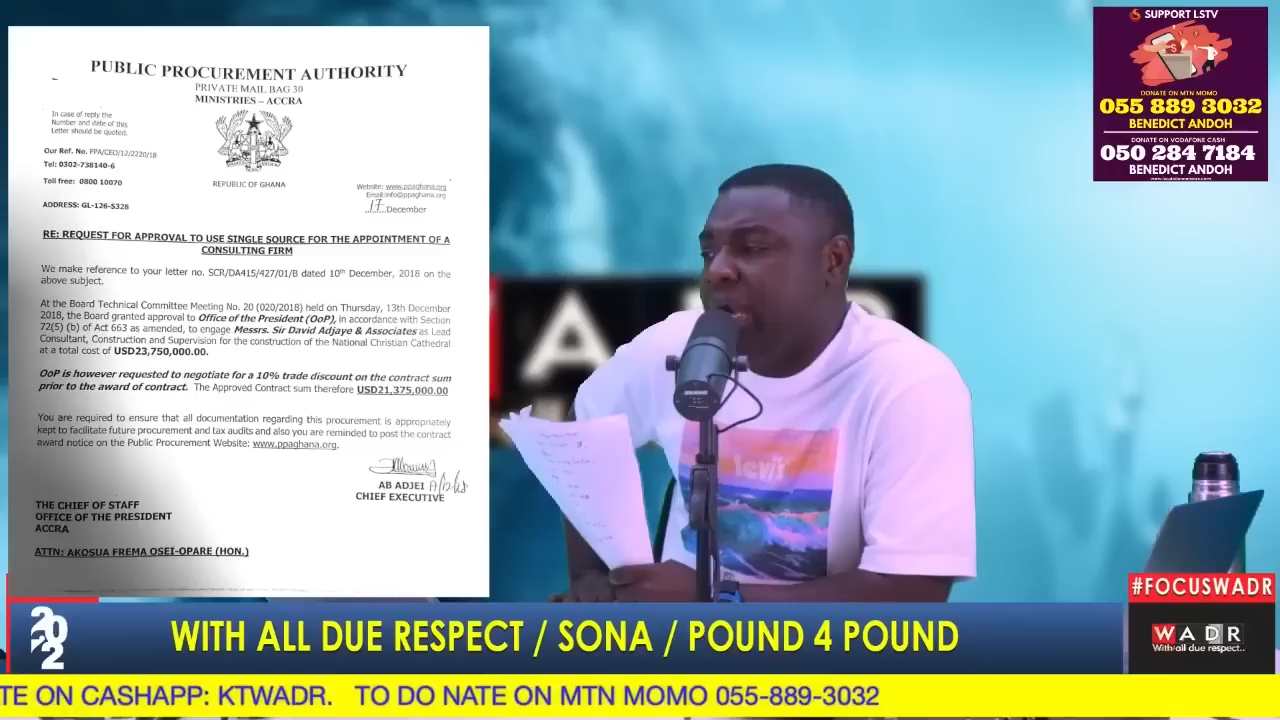 PUBLIC PROCUREMENT AUTHORITY
PRIVATE MAIL BAG 30
MINISTRIES – ACCRA
In case of reply the
Number and date of this
Letter should be quoted.
Our Ref. No. PPA/CEO/12/2220/18
Tel: 0302-738140-6
Toll free: 0800 10070
ADDRESS: GL-126-5328
REPUBLIC OF GHANA
Website: www.ppaghana.org
Email:info@ppaghana.org
17 December
RE: REQUEST FOR APPROVAL TO USE SINGLE SOURCE FOR THE APPOINTMENT OF A
CONSULTING FIRM
We make reference to your letter no. SCR/DA415/427/01/B dated 10th December, 2018 on the
above subject.
At the Board Technical Committee Meeting No. 20 (020/2018) held on Thursday, 13th December
2018, the Board granted approval to Office of the President (OoP), in accordance with Section
72(5) (b) of Act 663 as amended, to engage Messrs. Sir David Adjaye & Associates as Lead
Consultant, Construction and Supervision for the construction of the National Christian Cathedral
at a total cost of USD23,750,000.00.
OoP is however requested to negotiate for a 10% trade discount on the contract sum
prior to the award of contract. The Approved Contract sum therefore USD21,375,000.00
You are required to ensure that all documentation regarding this procurement is appropriately
kept to facilitate future procurement and tax audits and also you are reminded to post the contract
award notice on the Public Procurement Website: www.ppaghana.org.
AB ADJEI
CHIEF EXECUTIVE
THE CHIEF OF STAFF
OFFICE OF THE PRESIDENT
ACCRA
ATTN: AKOSUA FREMA OSEI-OPARE (HON.)
SUPPORT LSTV
DONATE ON MTN MOMO
055 889 3032
BENEDICT ANDOH
DONATE ON VODAFONE CASH
050 284 7184
BENEDICT ANDOH
Levi's
#FOCUSWADR
2022
WITH ALL DUE RESPECT / SONA / POUND 4 POUND
WADR
With all due respect..
TE ON CASHAPP: KTWADR. TO DO NATE ON MTN MOMO 055-889-3032